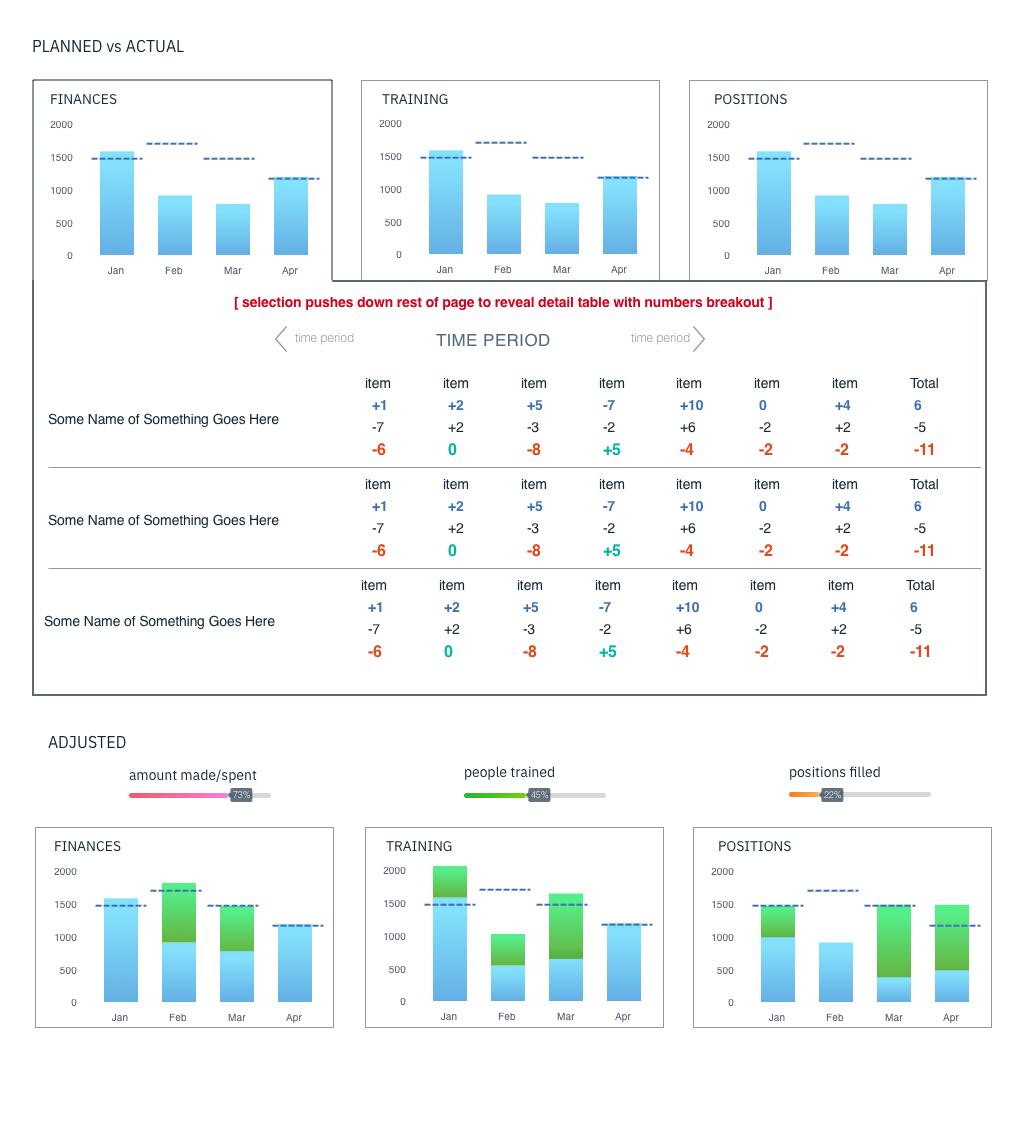 PLANNED vs ACTUAL
FINANCES
2000
1500
1000
500
0
Jan Feb Mar Apr
TRAINING
2000
1500
1000
500
0
Jan Feb Mar Apr
POSITIONS
2000
1500
1000
500
0
Jan Feb Mar Apr
[ selection pushes down rest of page to reveal detail table with numbers breakout ]
time period TIME PERIOD time period
item item item item item item item Total
+1 +2 +5 -7 +10 0 +4 6
Some Name of Something Goes Here
-7 +2 -3 -2 +6 -2 +2 -5
-6 0 -8 +5 -4 -2 -2 -11
item item item item item item item Total
+1 +2 +5 -7 +10 0 +4 6
Some Name of Something Goes Here
-7 +2 -3 -2 +6 -2 +2 -5
-6 0 -8 +5 -4 -2 -2 -11
item item item item item item item Total
+1 +2 +5 -7 +10 0 +4 6
Some Name of Something Goes Here
-7 +2 -3 -2 +6 -2 +2 -5
-6 0 -8 +5 -4 -2 -2 -11
ADJUSTED
amount made/spent
73%
people trained
45%
positions filled
22%
FINANCES
2000
1500
1000
500
0
Jan Feb Mar Apr
TRAINING
2000
1500
1000
500
0
Jan Feb Mar Apr
POSITIONS
2000
1500
1000
500
0
Jan Feb Mar Apr